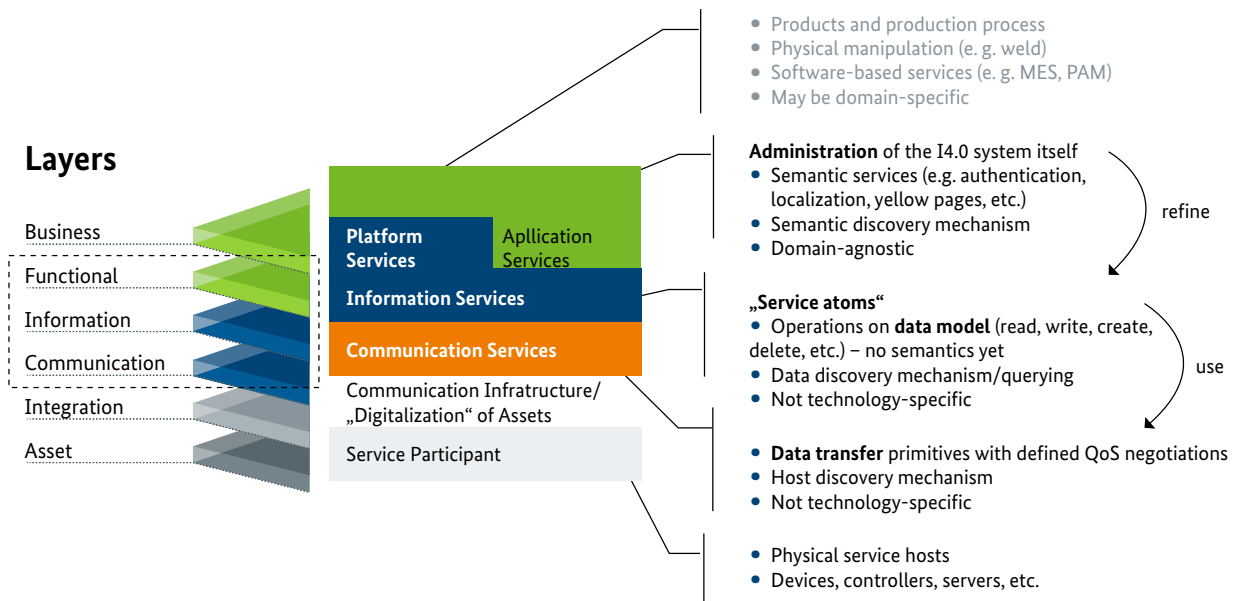 Layers
Business
Functional
Information
Communication
Integration
Asset
Platform
Services
Apllication
Services
Information Services
Communication Services
Communication Infratructure/
„Digitalization“ of Assets
Service Participant
• Products and production process
• Physical manipulation (e. g. weld)
• Software-based services (e. g. MES, PAM)
• May be domain-specific
Administration of the I4.0 system itself
• Semantic services (e.g. authentication,
localization, yellow pages, etc.)
• Semantic discovery mechanism
• Domain-agnostic
refine
„Service atoms“
• Operations on data model (read, write, create,
delete, etc.) – no semantics yet
• Data discovery mechanism/querying
• Not technology-specific
use
• Data transfer primitives with defined QoS negotiations
• Host discovery mechanism
• Not technology-specific
• Physical service hosts
• Devices, controllers, servers, etc.